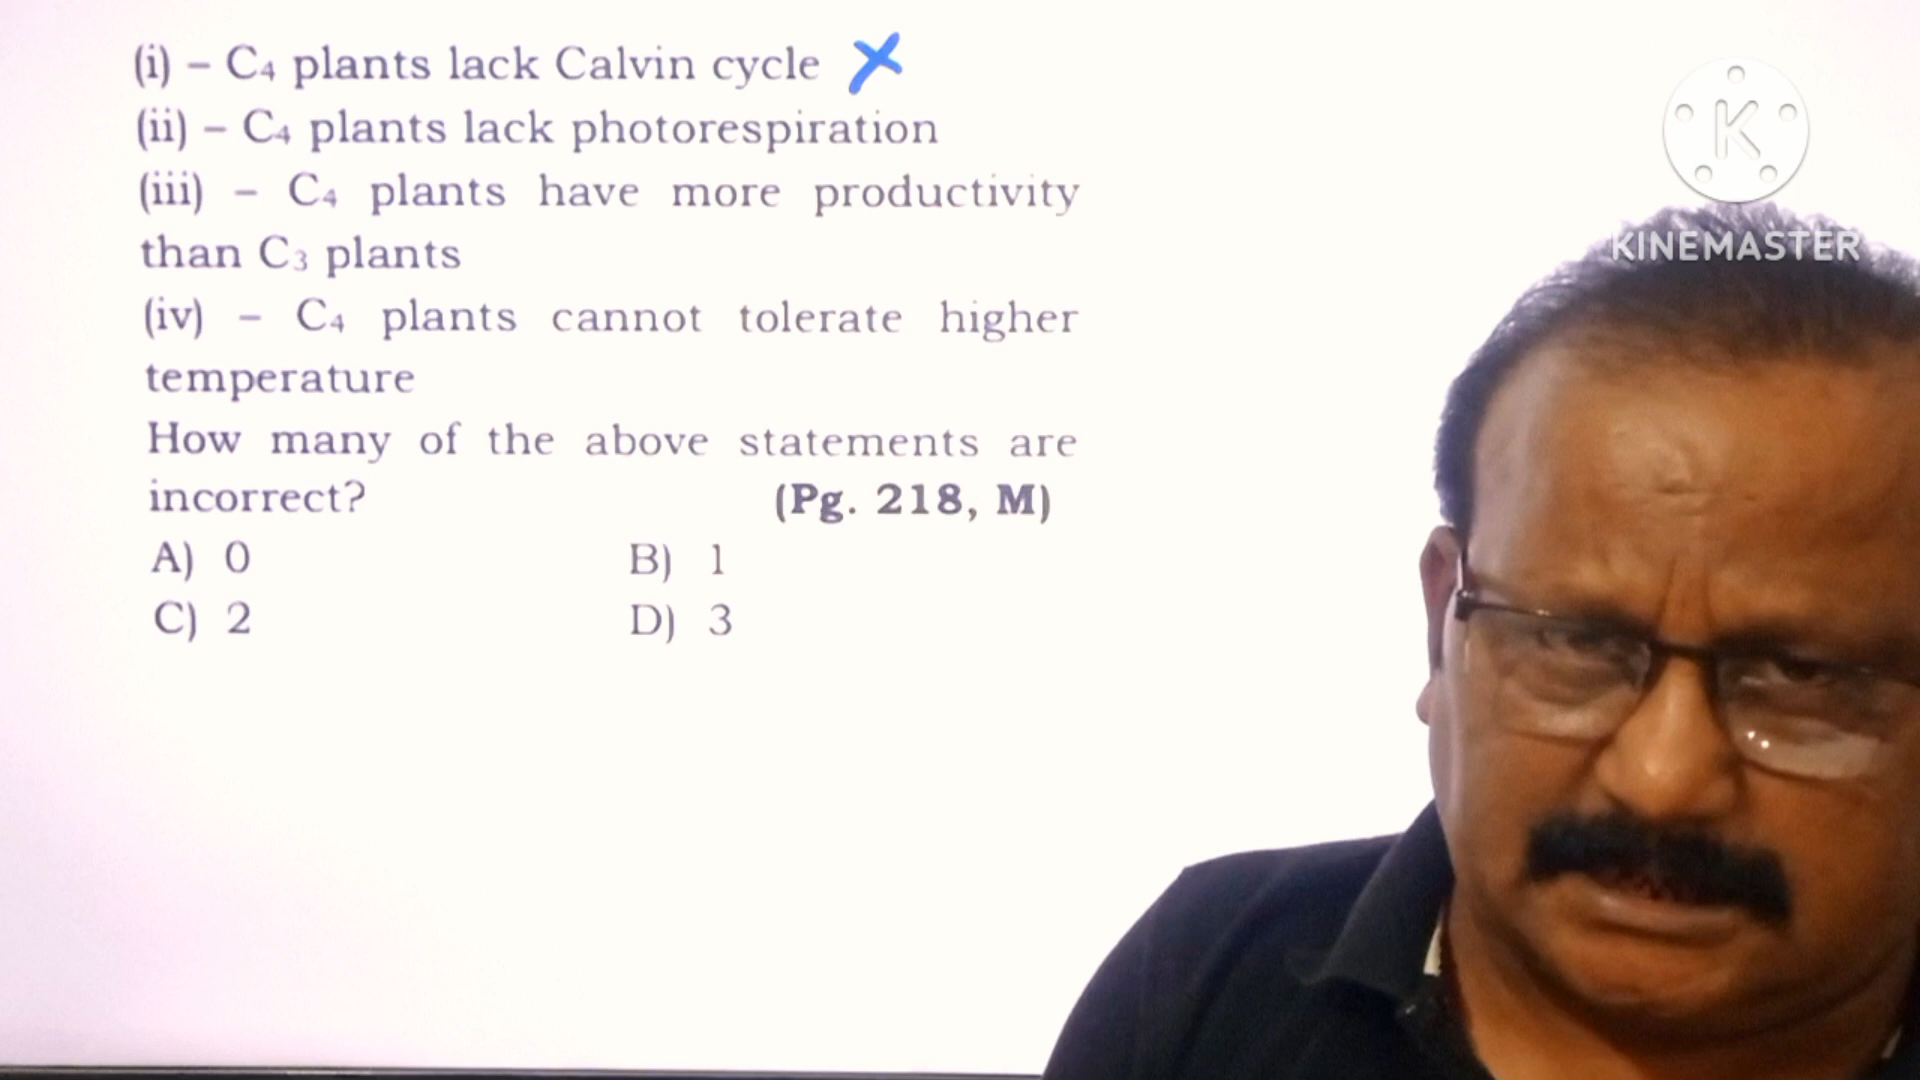 (i) – C₄ plants lack Calvin cycle
(ii) – C₄ plants lack photorespiration
(iii) – C₄ plants have more productivity
than C₃ plants
(iv) – C₄ plants cannot tolerate higher
temperature
How many of the above statements are
incorrect? (Pg. 218, M)
A) 0 B) 1
C) 2 D) 3
K
KINEMASTER